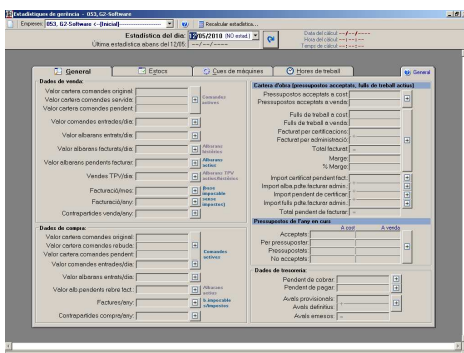 Estadístiques de gerència - 053, G2-Software
Empreses: 053, G2-Software <-(Inicial)
Recalcular estadístics...
Estadístico del dia: 12/05/2010 (NO estad.)
Última estadística abans del 12/05: --/--/----
Data del càlcul: --/--/----
Hora del càlcul: --:--:--
Temps de càlcul: --:--:--
General
Estocs
Cues de màquines
Hores de treball
General
Dades de venda:
Valor cartera comandes original:
Valor cartera comandes servida:
Valor cartera comandes pendent:
Comandes actives
Valor comandes entrades/dia:
Valor albarans entrats/dia:
Valor albarans facturats/dia:
Albarans històrics
Valor albarans pendents facturar:
Albarans actius
Vendes TPV/dia:
Albarans TPV actius/històrics
Facturació/mes:
Facturació/any:
(base imposable sense impostos)
Contrapartides venda/any:
Dades de compra:
Valor cartera comandes original:
Valor cartera comandes rebuda:
Valor cartera comandes pendent:
Valor comandes entrades/dia:
Comandes actives
Valor albarans entrats/dia:
Valor alb.pendents rebre fact.:
Albarans actius
Factures/any:
b.imposable s/impostos
Contrapartides compra/any:
Cartera d'obra (pressupostos acceptats, fulls de treball actius)
Pressupostos acceptats a cost:
Pressupostos acceptats a venda:
Fulls de treball a cost:
Fulls de treball a venda:
Facturat per certificacions:
Facturat per administració:
Total facturat:
Marge:
% Marge:
Import certificat pendent fact.:
Import alba.pdte.facturar admin.:
Import pendent de certificar:
Import fulls pdte.facturar admin.:
Total pendent de facturar:
Pressupostos de l'any en curs
A cost
A venda
Acceptats:
Per pressupostar:
Pressupostats:
No acceptats:
Dades de tresoreria:
Pendent de cobrar:
Pendent de pagar:
Avals provisionals:
Avals definitius:
Avals emesos: